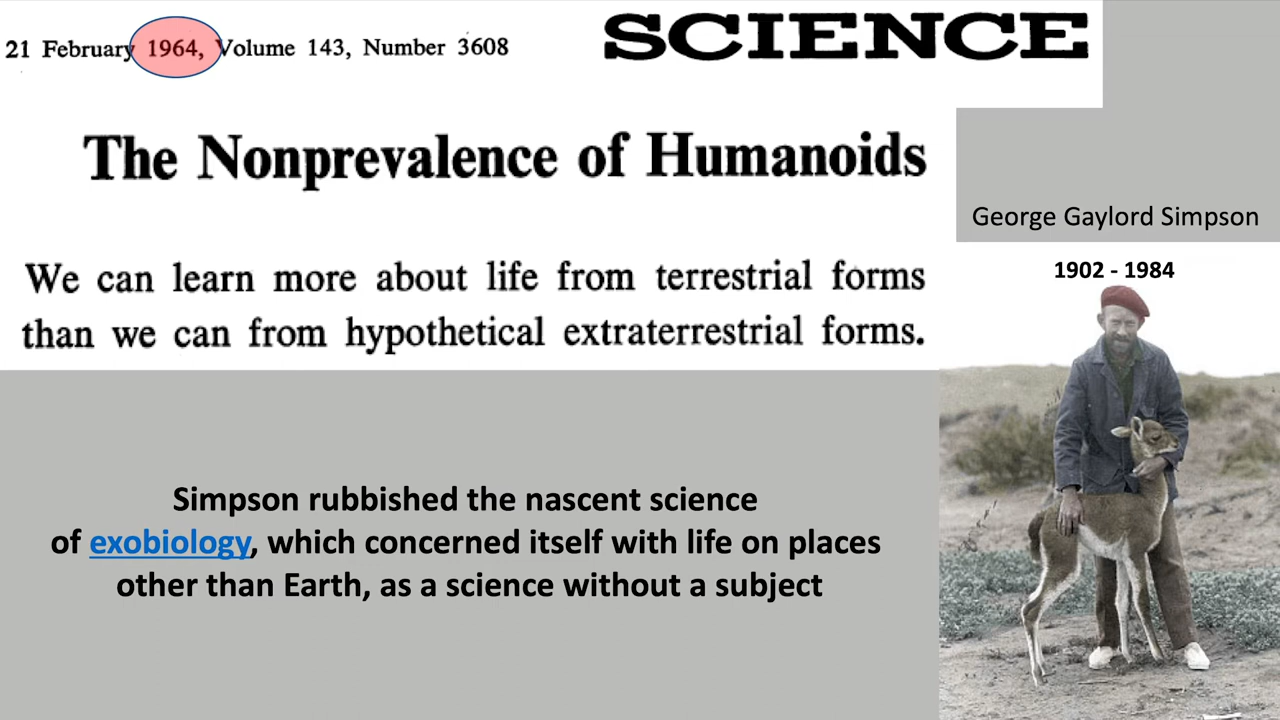 21 February 1964, Volume 143, Number 3608
SCIENCE
The Nonprevalence of Humanoids
We can learn more about life from terrestrial forms
than we can from hypothetical extraterrestrial forms.
George Gaylord Simpson
1902 - 1984
Simpson rubbished the nascent science
of exobiology, which concerned itself with life on places
other than Earth, as a science without a subject